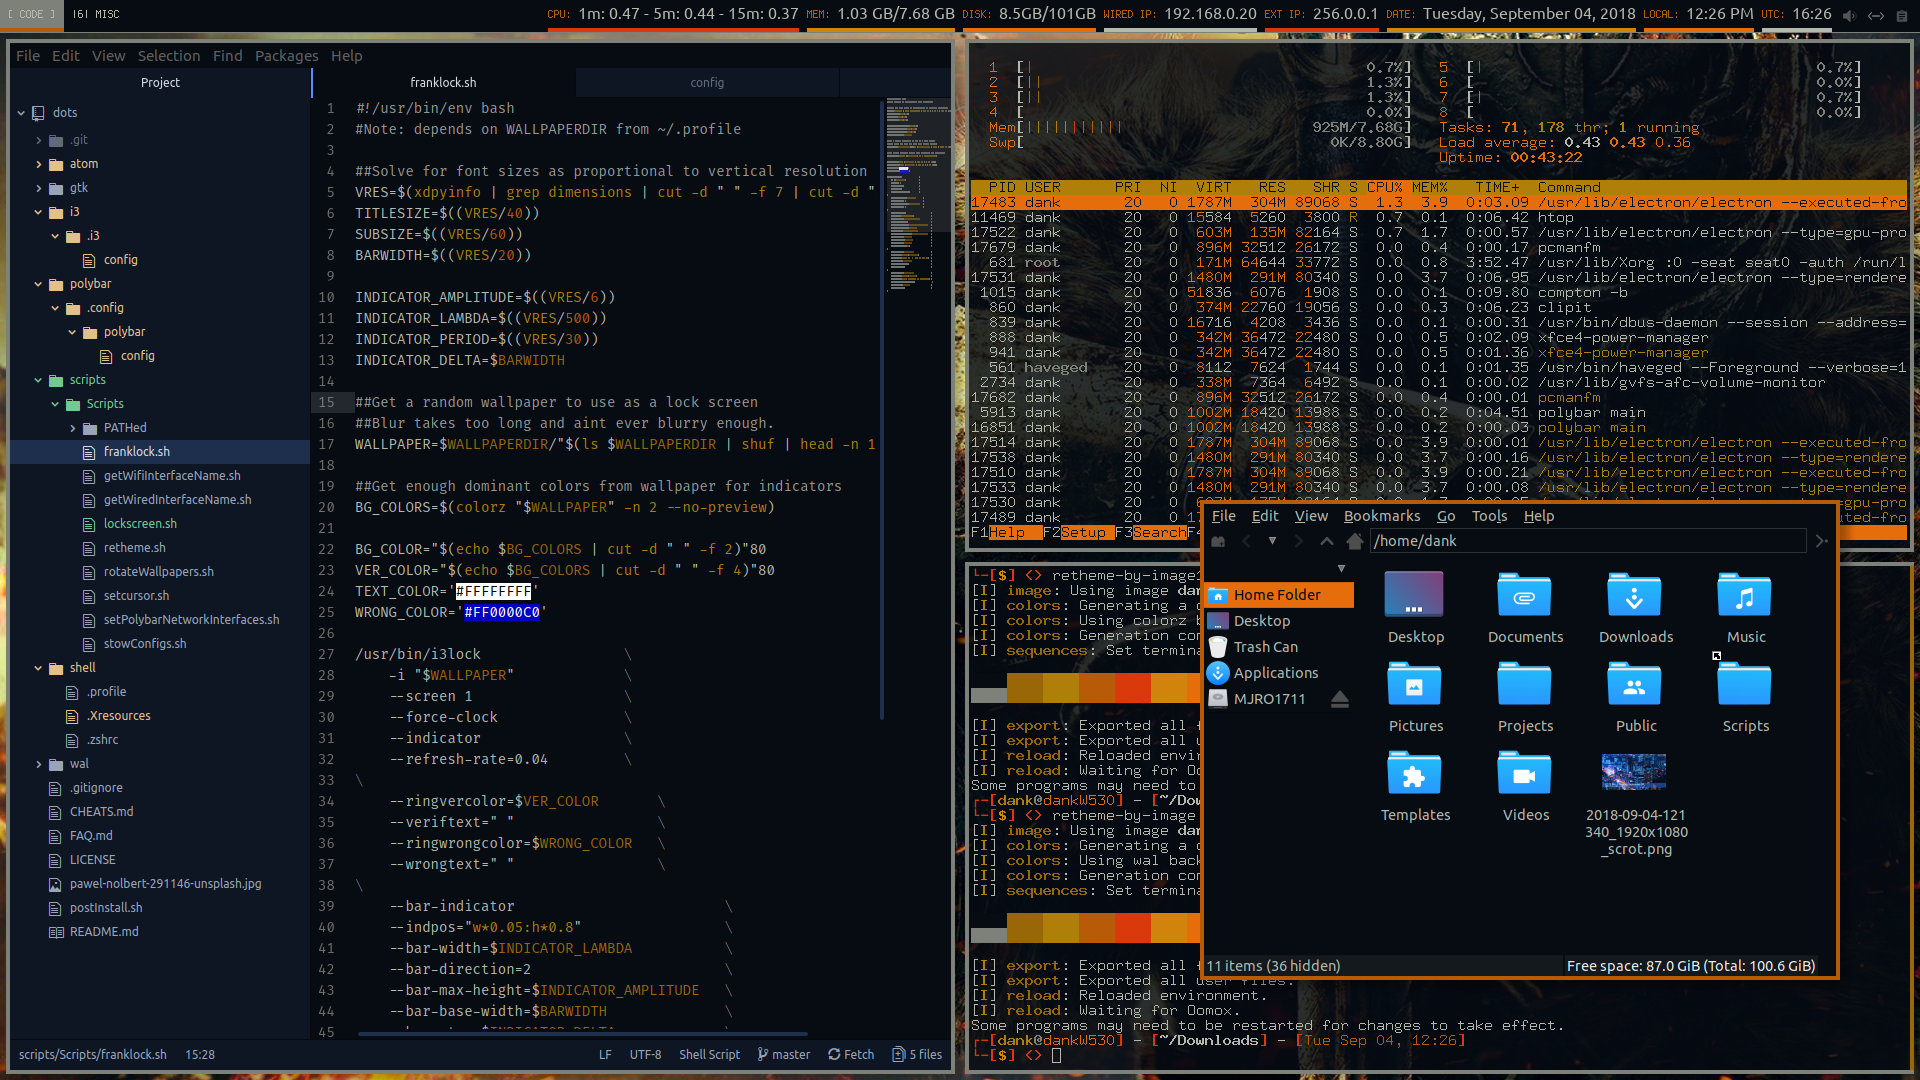 [ CODE ] |6| MISC
CPU: 1m: 0.47 - 5m: 0.44 - 15m: 0.37 MEM: 1.03 GB/7.68 GB DISK: 8.5GB/101GB WIRED IP: 192.168.0.20 EXT IP: 256.0.0.1 DATE: Tuesday, September 04, 2018 LOCAL: 12:26 PM UTC: 16:26
File Edit View Selection Find Packages Help
Project
dots
.git
atom
gtk
i3
.i3
config
polybar
.config
polybar
config
scripts
Scripts
PATHed
franklock.sh
getWifiInterfaceName.sh
getWiredInterfaceName.sh
lockscreen.sh
retheme.sh
rotateWallpapers.sh
setcursor.sh
setPolybarNetworkInterfaces.sh
stowConfigs.sh
shell
.profile
.Xresources
.zshrc
wal
.gitignore
CHEATS.md
FAQ.md
LICENSE
pawel-nolbert-291146-unsplash.jpg
postInstall.sh
README.md
franklock.sh config
1 #!/usr/bin/env bash
2 #Note: depends on WALLPAPERDIR from ~/.profile
3
4 ##Solve for font sizes as proportional to vertical resolution
5 VRES=$(xdpyinfo | grep dimensions | cut -d " " -f 7 | cut -d "
6 TITLESIZE=$((VRES/40))
7 SUBSIZE=$((VRES/60))
8 BARWIDTH=$((VRES/20))
9
10 INDICATOR_AMPLITUDE=$((VRES/6))
11 INDICATOR_LAMBDA=$((VRES/500))
12 INDICATOR_PERIOD=$((VRES/30))
13 INDICATOR_DELTA=$BARWIDTH
14
15 ##Get a random wallpaper to use as a lock screen
16 ##Blur takes too long and aint ever blurry enough.
17 WALLPAPER=$WALLPAPERDIR/"$(ls $WALLPAPERDIR | shuf | head -n 1
18
19 ##Get enough dominant colors from wallpaper for indicators
20 BG_COLORS=$(colorz "$WALLPAPER" -n 2 --no-preview)
21
22 BG_COLOR="$(echo $BG_COLORS | cut -d " " -f 2)"80
23 VER_COLOR="$(echo $BG_COLORS | cut -d " " -f 4)"80
24 TEXT_COLOR='#FFFFFFFF'
25 WRONG_COLOR='#FF0000C0'
26
27 /usr/bin/i3lock \
28 -i "$WALLPAPER" \
29 --screen 1 \
30 --force-clock \
31 --indicator \
32 --refresh-rate=0.04 \
33 \
34 --ringvercolor=$VER_COLOR \
35 --veriftext=" " \
36 --ringwrongcolor=$WRONG_COLOR \
37 --wrongtext=" " \
38 \
39 --bar-indicator \
40 --indpos="w*0.05:h*0.8" \
41 --bar-width=$INDICATOR_LAMBDA \
42 --bar-direction=2 \
43 --bar-max-height=$INDICATOR_AMPLITUDE \
44 --bar-base-width=$BARWIDTH \
45
scripts/Scripts/franklock.sh 15:28 LF UTF-8 Shell Script master Fetch 5 files
1 [| 0.7%] 5 [| 0.7%]
2 [|| 1.3%] 6 [ 0.0%]
3 [|| 1.3%] 7 [| 0.7%]
4 [ 0.0%] 8 [ 0.0%]
Mem[||||||||||| 925M/7.68G] Tasks: 71, 178 thr; 1 running
Swp[ 0K/8.80G] Load average: 0.43 0.43 0.36
Uptime: 00:43:22
PID USER PRI NI VIRT RES SHR S CPU% MEM% TIME+ Command
17483 dank 20 0 1787M 304M 89068 S 1.3 3.9 0:03.09 /usr/lib/electron/electron --executed-fro
11469 dank 20 0 15584 5260 3800 R 0.7 0.1 0:06.42 htop
17522 dank 20 0 603M 135M 82164 S 0.7 1.7 0:00.57 /usr/lib/electron/electron --type=gpu-pro
17679 dank 20 0 896M 32512 26172 S 0.0 0.4 0:00.17 pcmanfm
681 root 20 0 171M 64644 33772 S 0.0 0.8 3:52.47 /usr/lib/Xorg :0 -seat seat0 -auth /run/l
17531 dank 20 0 1480M 291M 80340 S 0.0 3.7 0:06.95 /usr/lib/electron/electron --type=rendere
1015 dank 20 0 51836 6076 1908 S 0.0 0.1 0:09.80 compton -b
860 dank 20 0 374M 22760 19056 S 0.0 0.3 0:06.23 clipit
839 dank 20 0 16716 4208 3436 S 0.0 0.1 0:00.31 /usr/bin/dbus-daemon --session --address=
888 dank 20 0 342M 36472 22480 S 0.0 0.5 0:02.09 xfce4-power-manager
941 dank 20 0 342M 36472 22480 S 0.0 0.5 0:01.36 xfce4-power-manager
561 haveged 20 0 8112 7624 1744 S 0.0 0.1 0:00.70 /usr/bin/haveged --Foreground --verbose=1
2734 dank 20 0 338M 7364 6492 S 0.0 0.1 0:00.02 /usr/lib/gvfs-afc-volume-monitor
17682 dank 20 0 896M 32512 26172 S 0.0 0.4 0:00.01 pcmanfm
5913 dank 20 0 1002M 18420 13988 S 0.0 0.2 0:04.51 polybar main
16851 dank 20 0 1002M 18420 13988 S 0.0 0.2 0:00.03 polybar main
17514 dank 20 0 1787M 304M 89068 S 0.0 3.9 0:00.01 /usr/lib/electron/electron --executed-fro
17538 dank 20 0 1480M 291M 80340 S 0.0 3.7 0:00.16 /usr/lib/electron/electron --type=rendere
17510 dank 20 0 1787M 304M 89068 S 0.0 3.9 0:00.21 /usr/lib/electron/electron --executed-fro
17533 dank 20 0 1480M 291M 80340 S 0.0 3.7 0:00.08 /usr/lib/electron/electron --type=rendere
17530 dank 20 0
17489 dank 20 0
F1Help F2Setup F3Search
[$] <> retheme-by-image
[I] image: Using image
[I] colors: Generating a
[I] colors: Using colorz
[I] colors: Generation
[I] sequences: Set
[I] export: Exported all
[I] export: Exported all
[I] reload: Reloaded
[I] reload: Waiting for
Some programs may need to
[dank@dankW530] - [~/
[$] <> retheme-by-image
[I] image: Using image
[I] colors: Generating a
[I] colors: Using wal
[I] colors: Generation
[I] sequences: Set
[I] export: Exported all
[I] export: Exported all user files.
[I] reload: Reloaded environment.
[I] reload: Waiting for Oomox.
Some programs may need to be restarted for changes to take effect.
[dank@dankW530] - [~/Downloads] - [Tue Sep 04, 12:26]
[$] <>
File Edit View Bookmarks Go Tools Help
/home/dank
Home Folder
Desktop
Trash Can
Applications
MJRO1711
Desktop Documents Downloads Music
Pictures Projects Public Scripts
Templates Videos 2018-09-04-121
340_1920x1080
_scrot.png
11 items (36 hidden) Free space: 87.0 GiB (Total: 100.6 GiB)